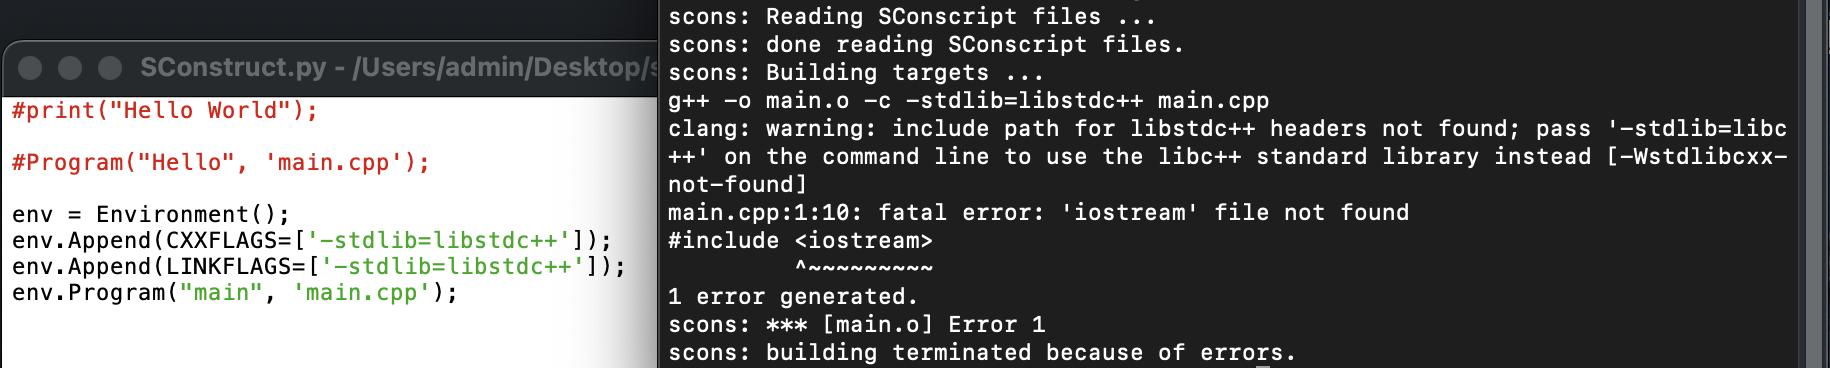 SConstruct.py - /Users/admin/Desktop/
#print("Hello World");
#Program("Hello", 'main.cpp');
env = Environment();
env.Append(CXXFLAGS=['-stdlib=libstdc++']);
env.Append(LINKFLAGS=['-stdlib=libstdc++']);
env.Program("main", 'main.cpp');
scons: Reading SConscript files ...
scons: done reading SConscript files.
scons: Building targets ...
g++ -o main.o -c -stdlib=libstdc++ main.cpp
clang: warning: include path for libstdc++ headers not found; pass '-stdlib=libc
++' on the command line to use the libc++ standard library instead [-Wstdlibcxx-
not-found]
main.cpp:1:10: fatal error: 'iostream' file not found
#include <iostream>
         ^~~~~~~~~~
1 error generated.
scons: *** [main.o] Error 1
scons: building terminated because of errors.